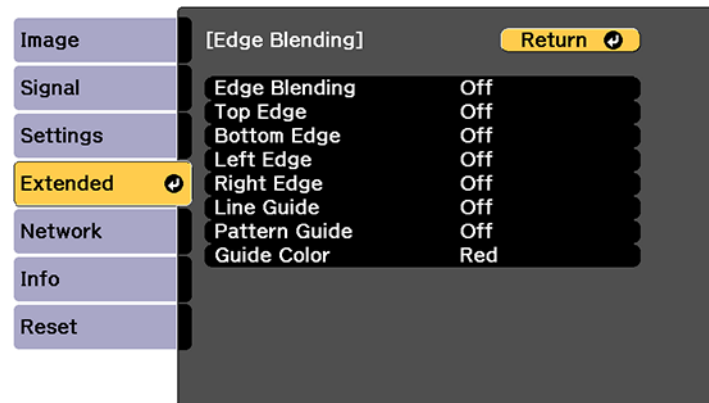 Image
Signal
Settings
Extended
Network
Info
Reset
[Edge Blending] Return
Edge Blending Off
Top Edge Off
Bottom Edge Off
Left Edge Off
Right Edge Off
Line Guide Off
Pattern Guide Off
Guide Color Red